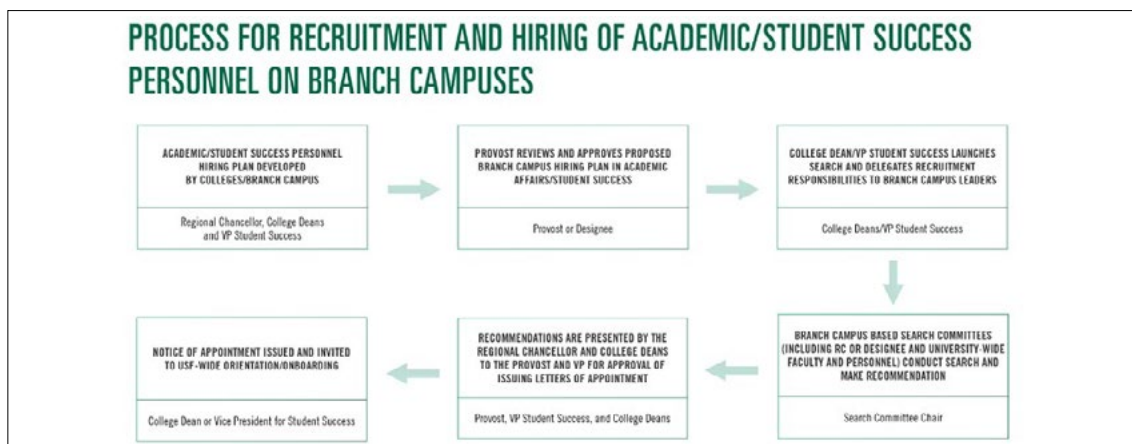 PROCESS FOR RECRUITMENT AND HIRING OF ACADEMIC/STUDENT SUCCESS
PERSONNEL ON BRANCH CAMPUSES
ACADEMIC/STUDENT SUCCESS PERSONNEL
HIRING PLAN DEVELOPED
BY COLLEGES/BRANCH CAMPUS
Regional Chancellor, College Deans
and VP Student Success
PROVOST REVIEWS AND APPROVES PROPOSED
BRANCH CAMPUS HIRING PLAN IN ACADEMIC
AFFAIRS/STUDENT SUCCESS
Provost or Designee
COLLEGE DEAN/VP STUDENT SUCCESS LAUNCHES
SEARCH AND DELEGATES RECRUITMENT
RESPONSIBILITIES TO BRANCH CAMPUS LEADERS
College Deans/VP Student Success
BRANCH CAMPUS BASED SEARCH COMMITTEES
(INCLUDING RC OR DESIGNEE AND UNIVERSITY-WIDE
FACULTY AND PERSONNEL) CONDUCT SEARCH AND
MAKE RECOMMENDATION
Search Committee Chair
RECOMMENDATIONS ARE PRESENTED BY THE
REGIONAL CHANCELLOR AND COLLEGE DEANS
TO THE PROVOST AND VP FOR APPROVAL OF
ISSUING LETTERS OF APPOINTMENT
Provost, VP Student Success, and College Deans
NOTICE OF APPOINTMENT ISSUED AND INVITED
TO USF-WIDE ORIENTATION/ONBOARDING
College Dean or Vice President for Student Success